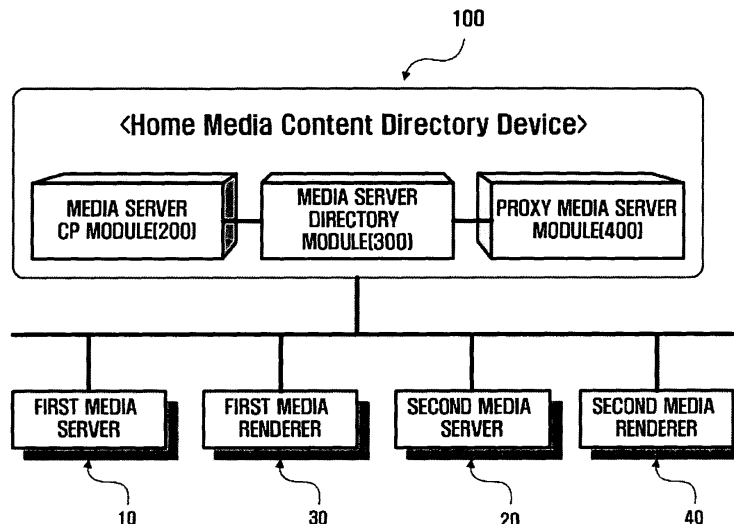 100
<Home Media Content Directory Device>
MEDIA SERVER
CP MODULE(200)
MEDIA SERVER
DIRECTORY
MODULE(300)
PROXY MEDIA SERVER
MODULE(400)
FIRST MEDIA
SERVER
FIRST MEDIA
RENDERER
SECOND MEDIA
SERVER
SECOND MEDIA
RENDERER
10
30
20
40